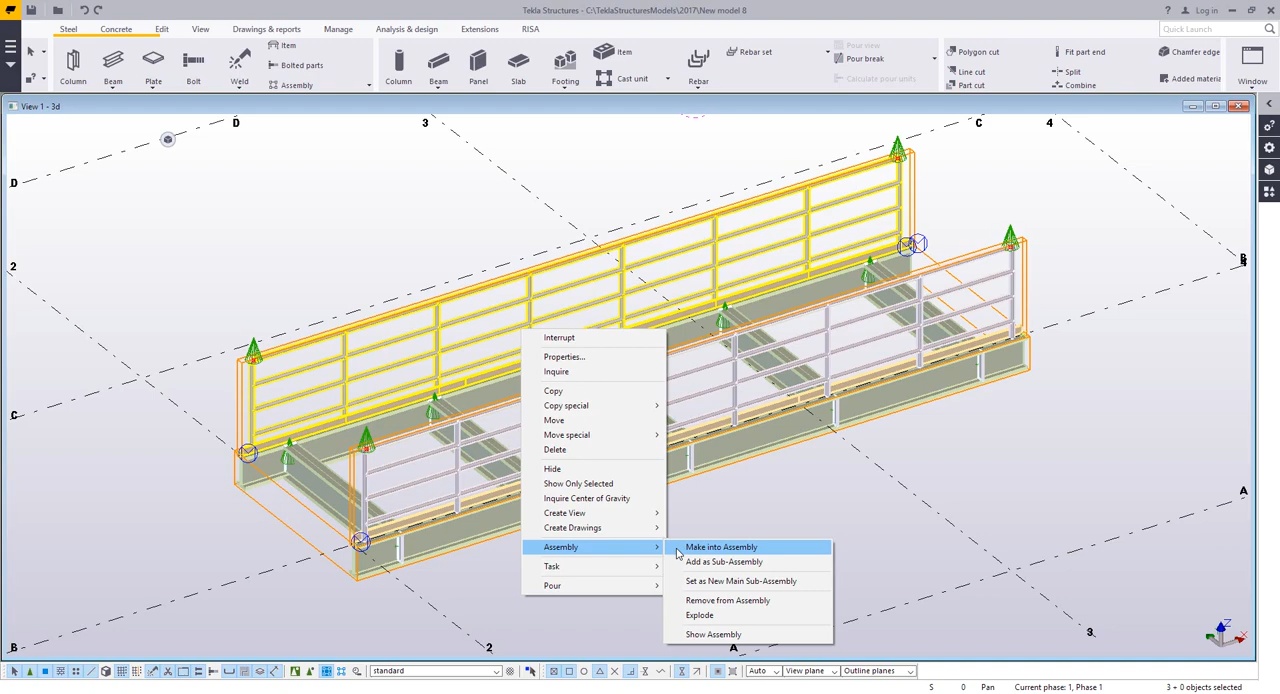 Tekla Structures - C:\TeklaStructuresModels\2017\New model 8
Log in
Steel Concrete Edit View Drawings & reports Manage Analysis & design Extensions RISA
Quick Launch
Item
Bolted parts
Assembly
Column Beam Plate Bolt Weld
Item
Cast unit
Column Beam Panel Slab Footing
Rebar
Rebar set
Pour view
Pour break
Calculate pour units
Polygon cut
Line cut
Part cut
Fit part end
Split
Combine
Chamfer edge
Added materia
Window
View 1 - 3d
D 3 C 4
D
2
C
B
A
B 2 A 3
Interrupt
Properties...
Inquire
Copy
Copy special
Move
Move special
Delete
Hide
Show Only Selected
Inquire Center of Gravity
Create View
Create Drawings
Assembly
Task
Pour
Make into Assembly
Add as Sub-Assembly
Set as New Main Sub-Assembly
Remove from Assembly
Explode
Show Assembly
Z
standard
Auto
View plane
Outline planes
S 0 Pan Current phase: 1, Phase 1 3 + 0 objects selected